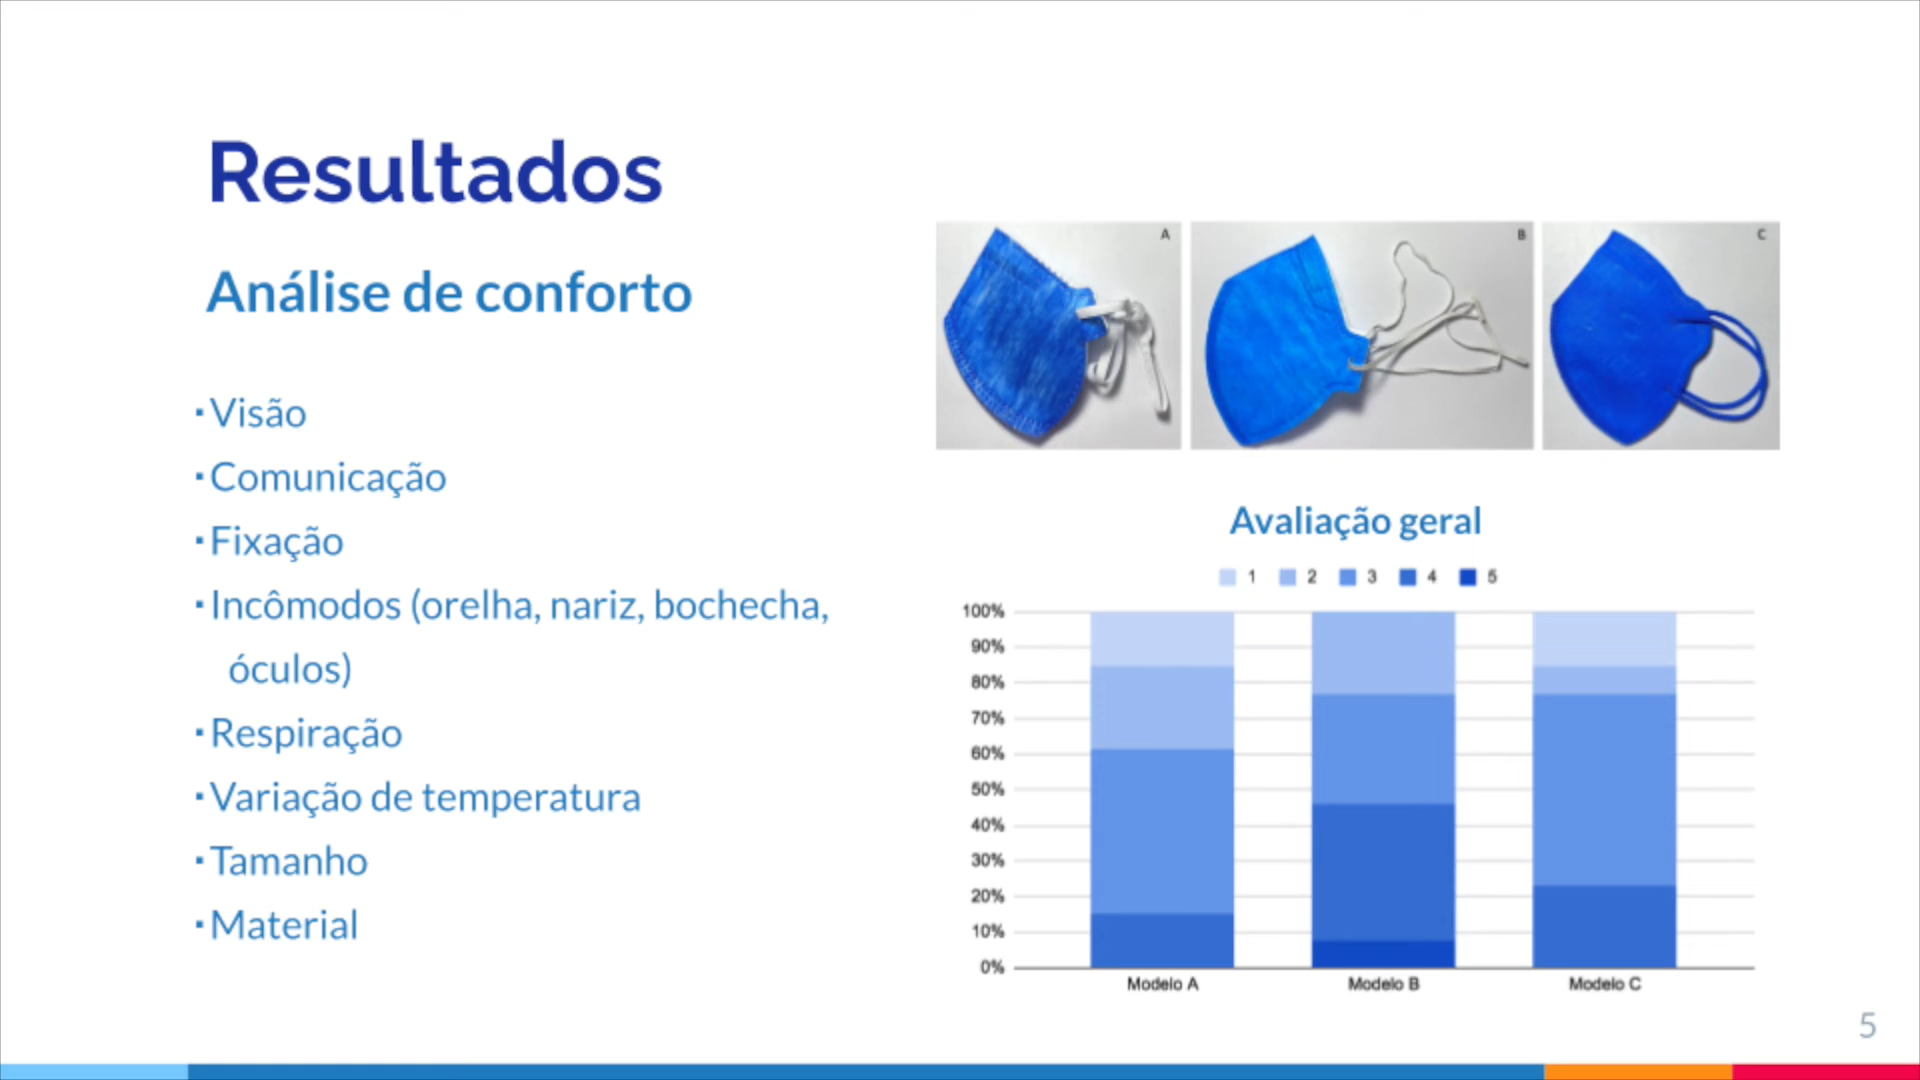 Resultados
Análise de conforto
▪Visão
▪Comunicação
▪Fixação
▪Incômodos (orelha, nariz, bochecha,
óculos)
▪Respiração
▪Variação de temperatura
▪Tamanho
▪Material
A
B
C
Avaliação geral
1 2 3 4 5
100%
90%
80%
70%
60%
50%
40%
30%
20%
10%
0%
Modelo A Modelo B Modelo C
5